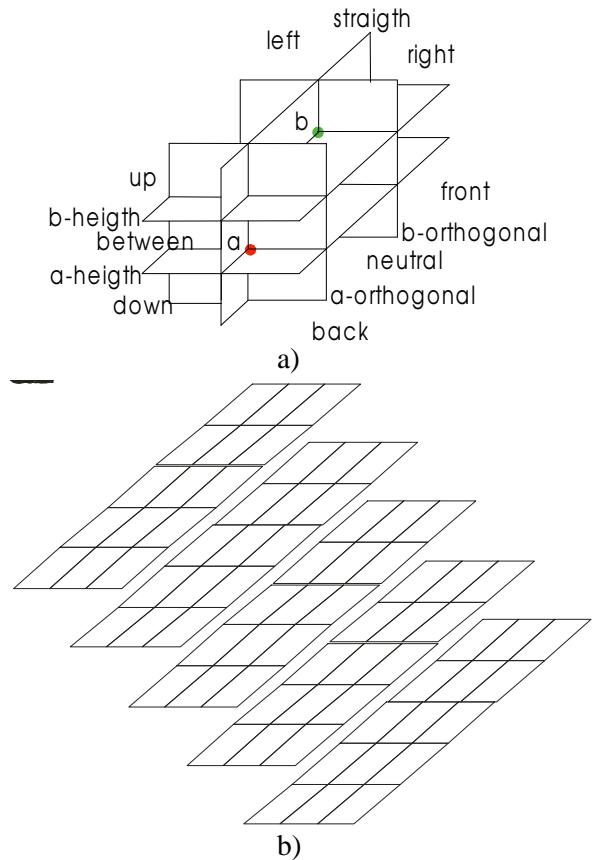 straigth
left
right
b
up
front
b-heigth
between
a
b-orthogonal
neutral
a-heigth
a-orthogonal
down
back
a)
b)